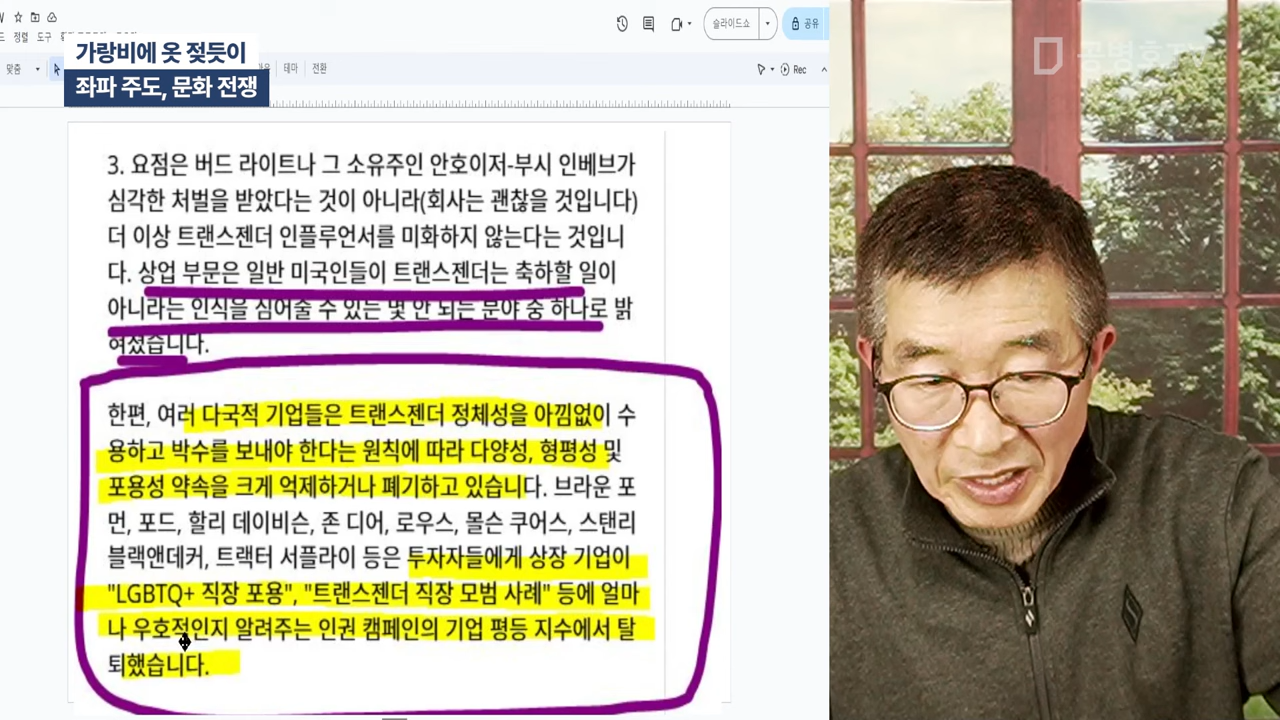 정렬 도구
슬라이드쇼
공유
가랑비에 옷 젖듯이
좌파 주도, 문화 전쟁
맞춤
테마
전환
Rec
공병호TV
3. 요점은 버드 라이트나 그 소유주인 안호이저-부시 인베브가
심각한 처벌을 받았다는 것이 아니라(회사는 괜찮을 것입니다)
더 이상 트랜스젠더 인플루언서를 미화하지 않는다는 것입니
다. 상업 부문은 일반 미국인들이 트랜스젠더는 축하할 일이
아니라는 인식을 심어줄 수 있는 몇 안 되는 분야 중 하나로 밝
혀졌습니다.
한편, 여러 다국적 기업들은 트랜스젠더 정체성을 아낌없이 수
용하고 박수를 보내야 한다는 원칙에 따라 다양성, 형평성 및
포용성 약속을 크게 억제하거나 폐기하고 있습니다. 브라운 포
먼, 포드, 할리 데이비슨, 존 디어, 로우스, 몰슨 쿠어스, 스탠리
블랙앤데커, 트랙터 서플라이 등은 투자자들에게 상장 기업이
"LGBTQ+ 직장 포용", "트랜스젠더 직장 모범 사례" 등에 얼마
나 우호적인지 알려주는 인권 캠페인의 기업 평등 지수에서 탈
퇴했습니다.